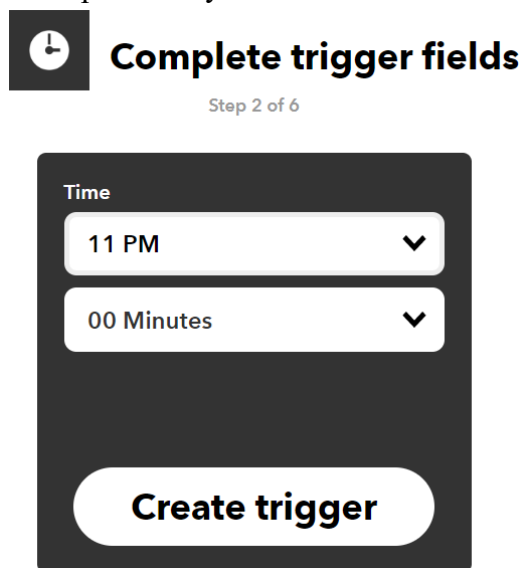 Complete trigger fields
Step 2 of 6
Time
11 PM
00 Minutes
Create trigger